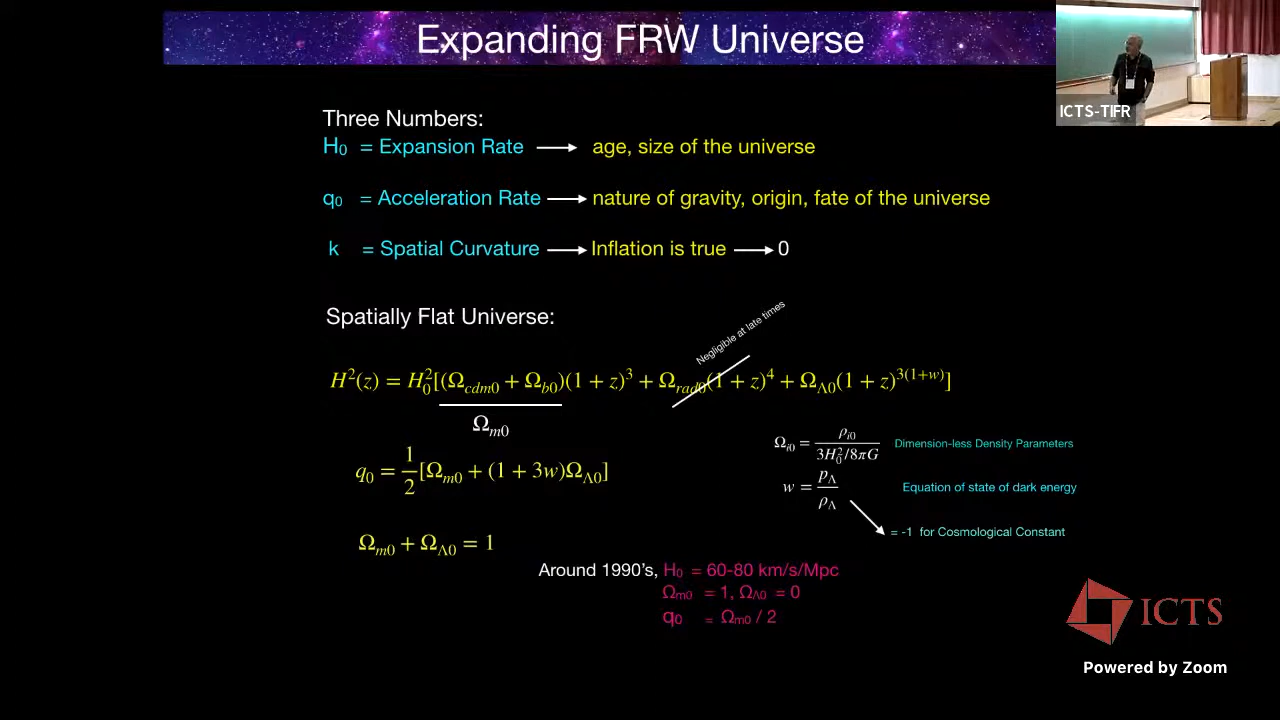 Expanding FRW Universe
ICTS-TIFR
Three Numbers:
H₀ = Expansion Rate → age, size of the universe
q₀ = Acceleration Rate → nature of gravity, origin, fate of the universe
k = Spatial Curvature → Inflation is true → 0
Spatially Flat Universe:
Negligible at late times
H²(z) = H₀²[(Ω_cdm0 + Ω_b0)(1 + z)³ + Ω_rad0(1 + z)⁴ + Ω_Λ0(1 + z)^3(1+w)]
Ω_m0
Ω_i0 = ρ_i0 / (3H₀²/8πG) Dimension-less Density Parameters
q₀ = 1/2 [Ω_m0 + (1 + 3w)Ω_Λ0]
w = p_Λ / ρ_Λ Equation of state of dark energy
= -1 for Cosmological Constant
Ω_m0 + Ω_Λ0 = 1
Around 1990's, H₀ = 60-80 km/s/Mpc
Ω_m0 = 1, Ω_Λ0 = 0
q₀ = Ω_m0 / 2
ICTS
Powered by Zoom